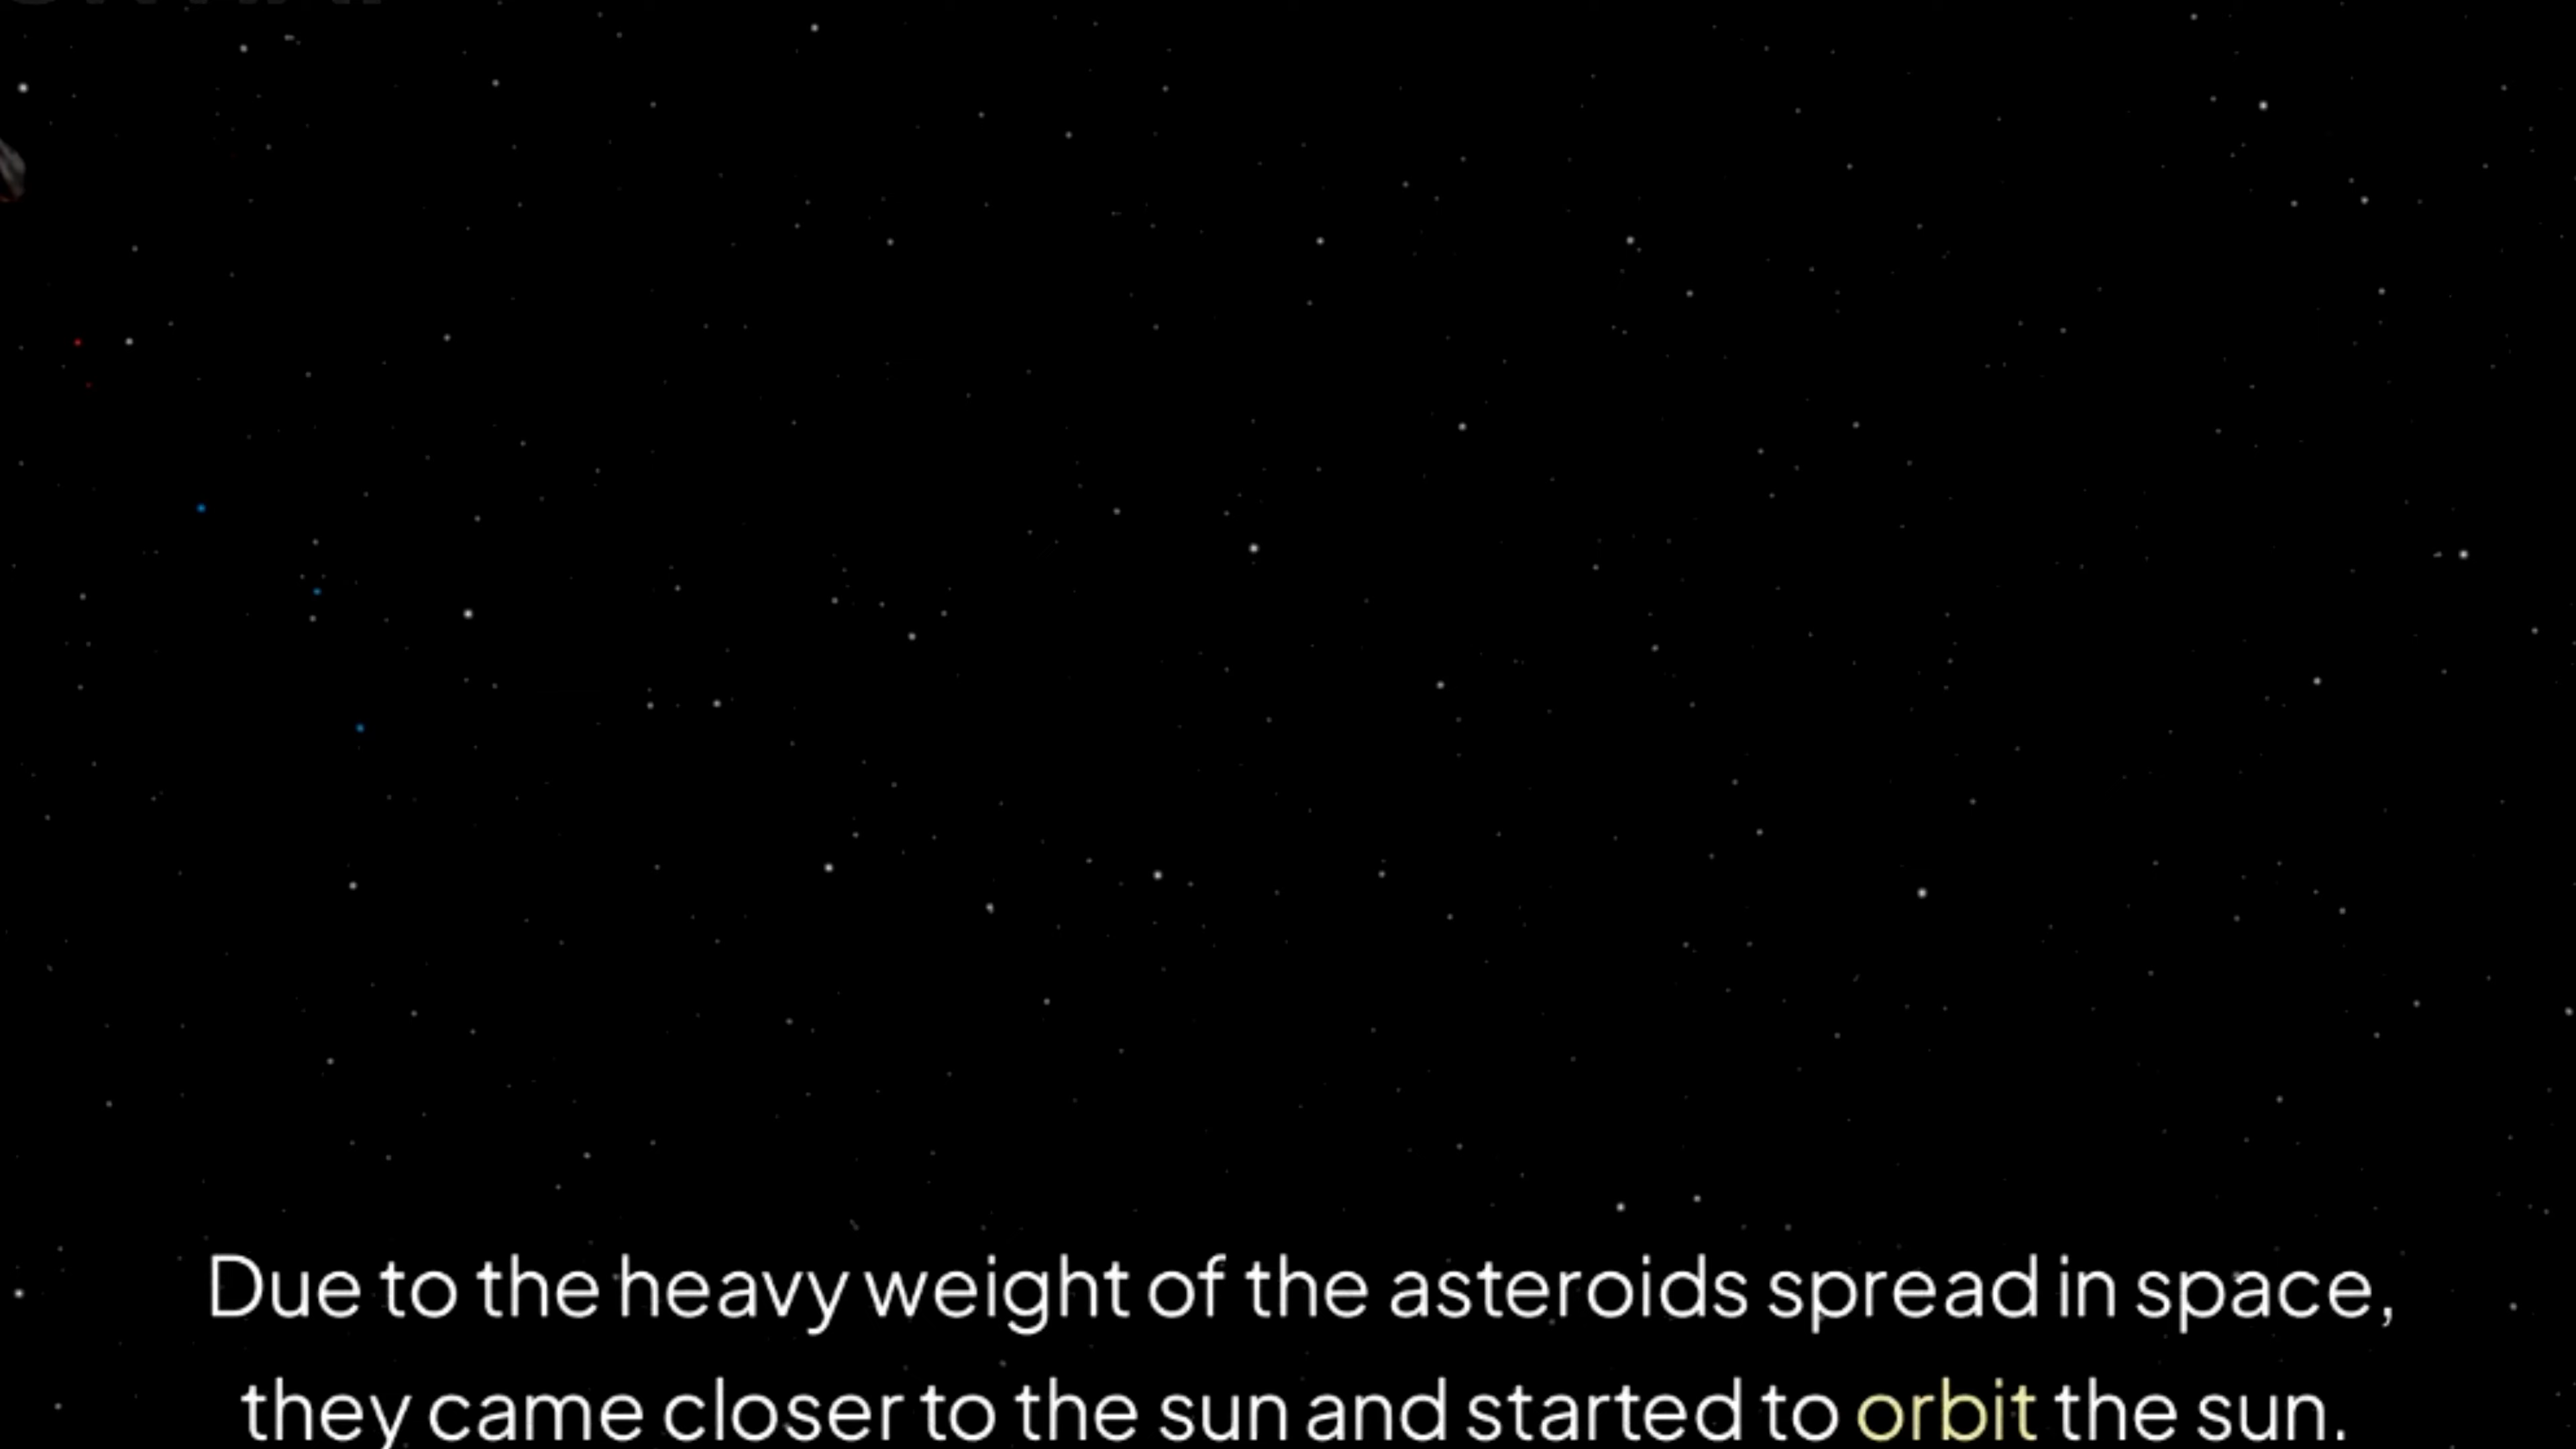 Due to the heavy weight of the asteroids spread in space,
they came closer to the sun and started to orbit the sun.